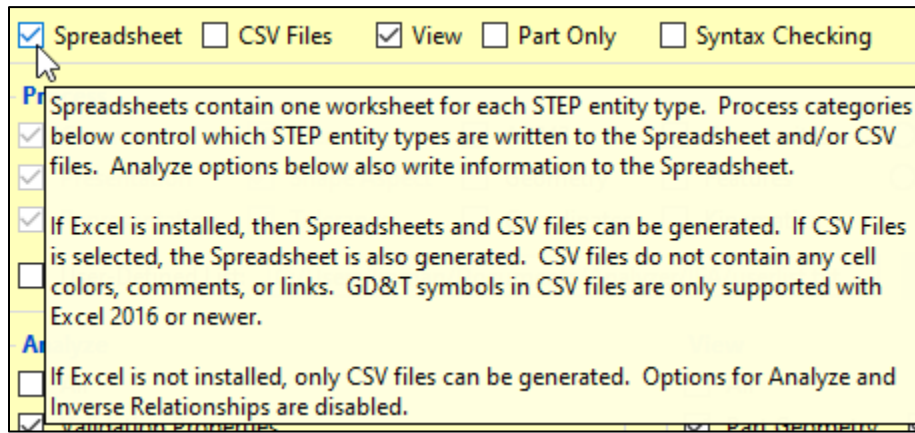 Spreadsheet CSV Files View Part Only Syntax Checking
Spreadsheets contain one worksheet for each STEP entity type. Process categories
below control which STEP entity types are written to the Spreadsheet and/or CSV
files. Analyze options below also write information to the Spreadsheet.
If Excel is installed, then Spreadsheets and CSV files can be generated. If CSV Files
is selected, the Spreadsheet is also generated. CSV files do not contain any cell
colors, comments, or links. GD&T symbols in CSV files are only supported with
Excel 2016 or newer.
If Excel is not installed, only CSV files can be generated. Options for Analyze and
Inverse Relationships are disabled.